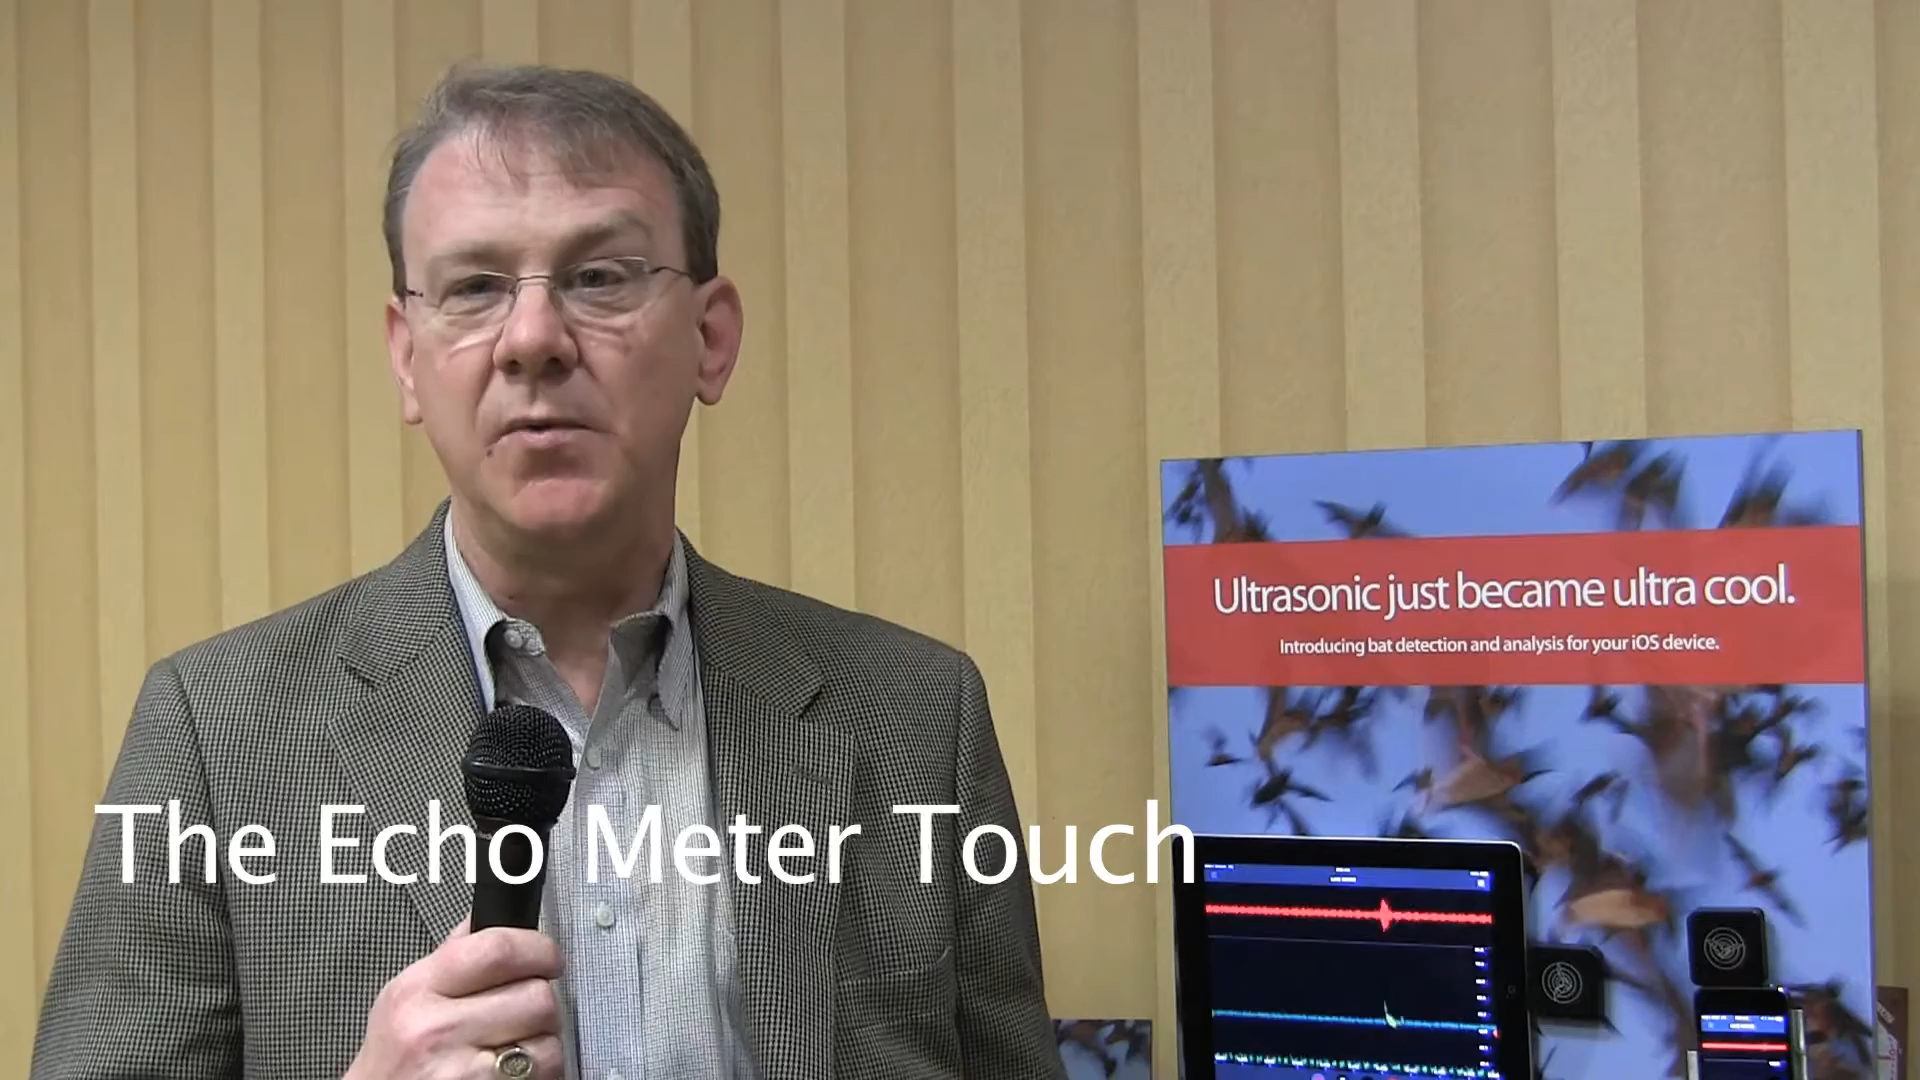 Ultrasonic just became ultra cool.
Introducing bat detection and analysis for your iOS device.
The Echo Meter Touch